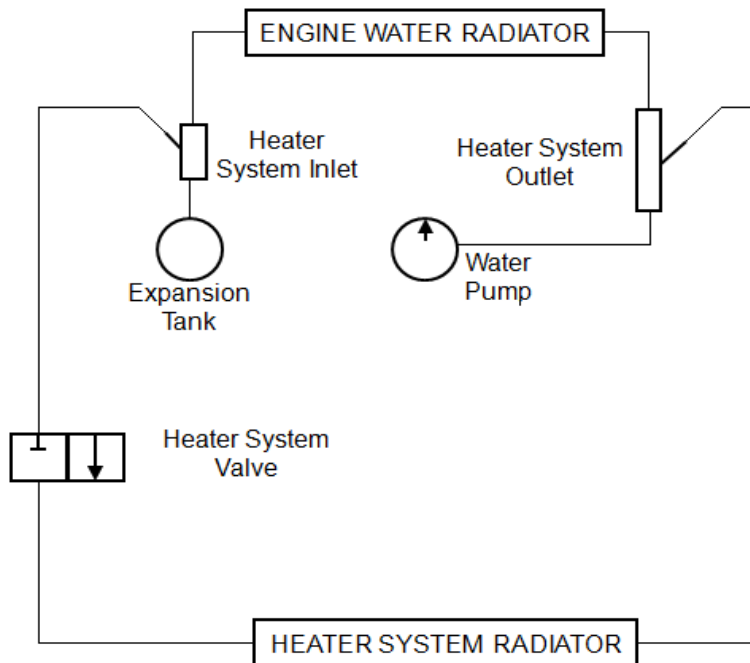 ENGINE WATER RADIATOR
Heater
System Inlet
Heater System
Outlet
Expansion
Tank
Water
Pump
Heater System
Valve
HEATER SYSTEM RADIATOR